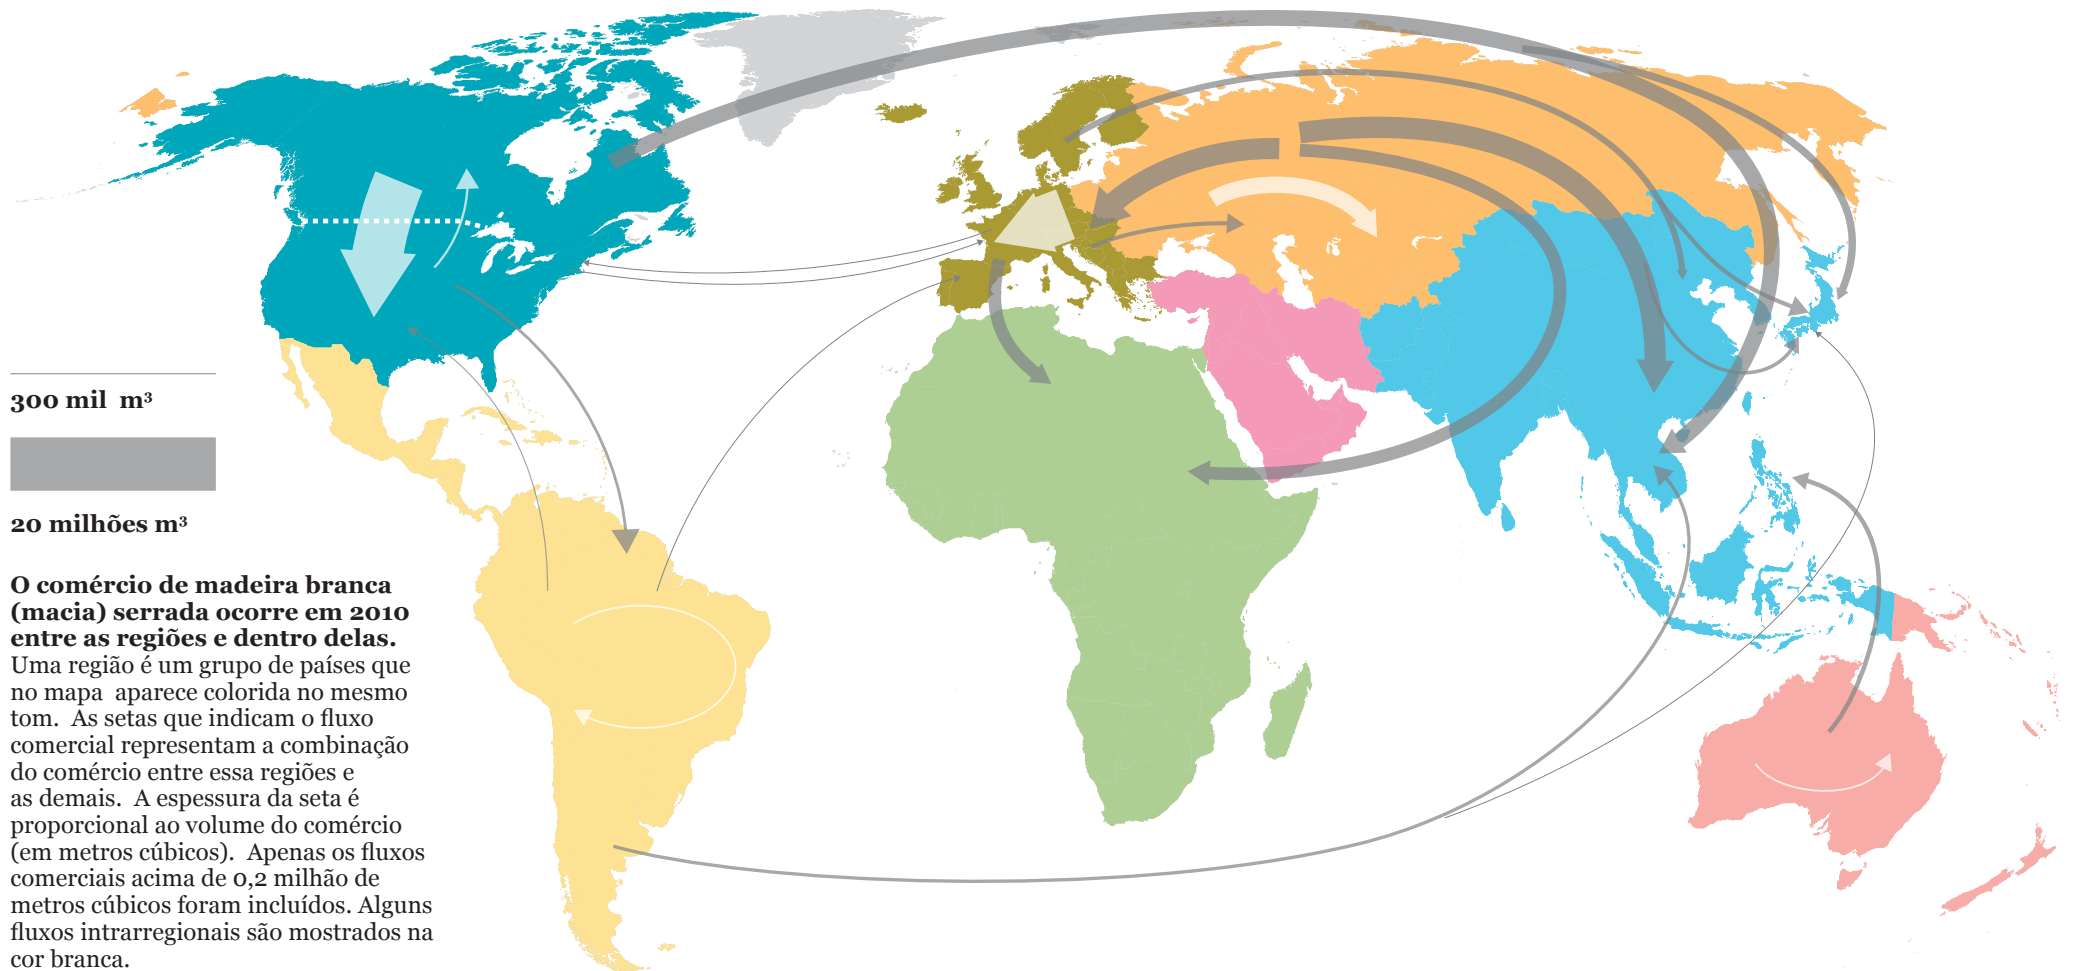 300 mil m³
20 milhões m³
O comércio de madeira branca
(macia) serrada ocorre em 2010
entre as regiões e dentro delas.
Uma região é um grupo de países que
no mapa aparece colorida no mesmo
tom. As setas que indicam o fluxo
comercial representam a combinação
do comércio entre essa regiões e
as demais. A espessura da seta é
proporcional ao volume do comércio
(em metros cúbicos). Apenas os fluxos
comerciais acima de 0,2 milhão de
metros cúbicos foram incluídos. Alguns
fluxos intrarregionais são mostrados na
cor branca.